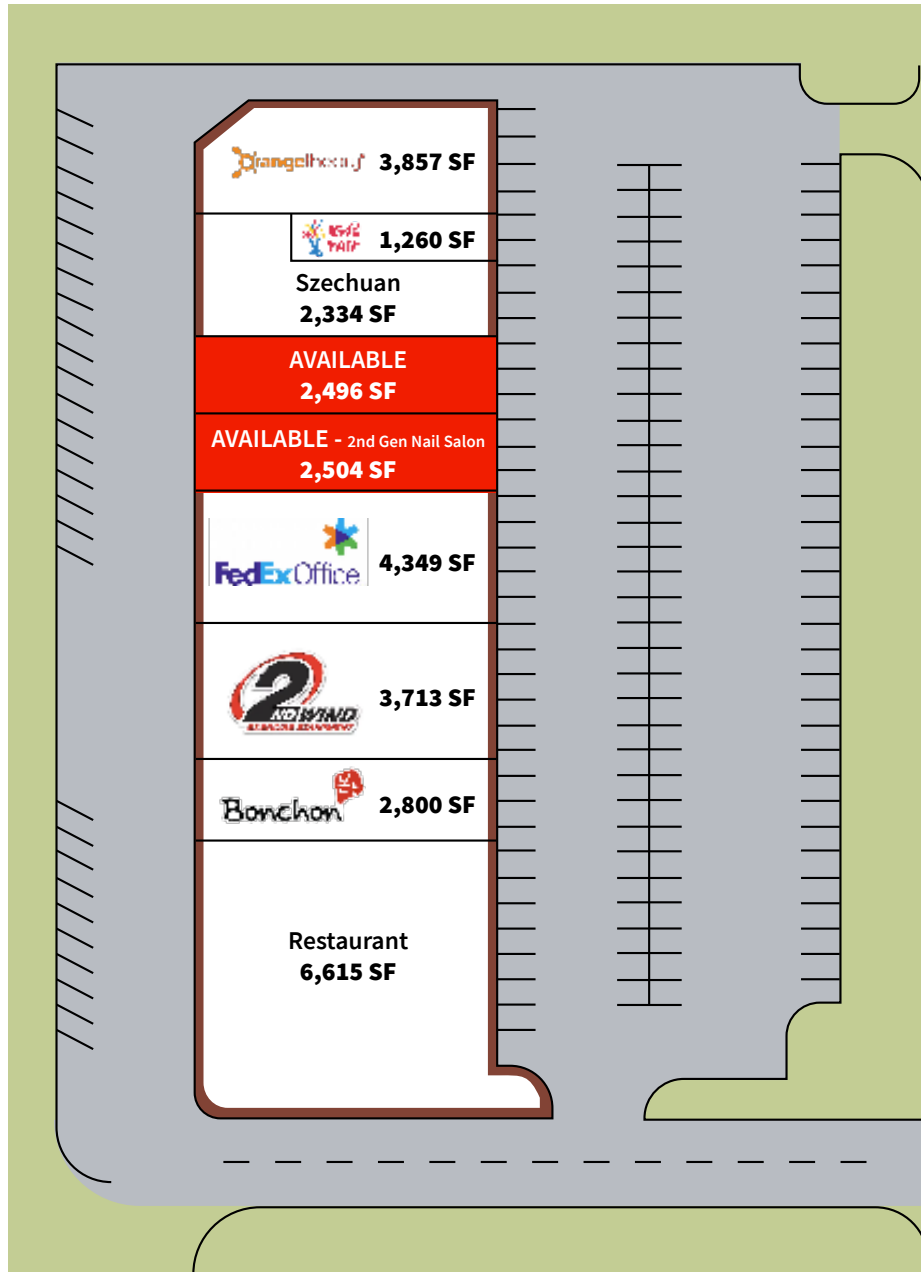 orangetheory 3,857 SF
1,260 SF
Szechuan
2,334 SF
AVAILABLE
2,496 SF
AVAILABLE - 2nd Gen Nail Salon
2,504 SF
FedEx Office 4,349 SF
2ND WIND 3,713 SF
Bonchon 2,800 SF
Restaurant
6,615 SF